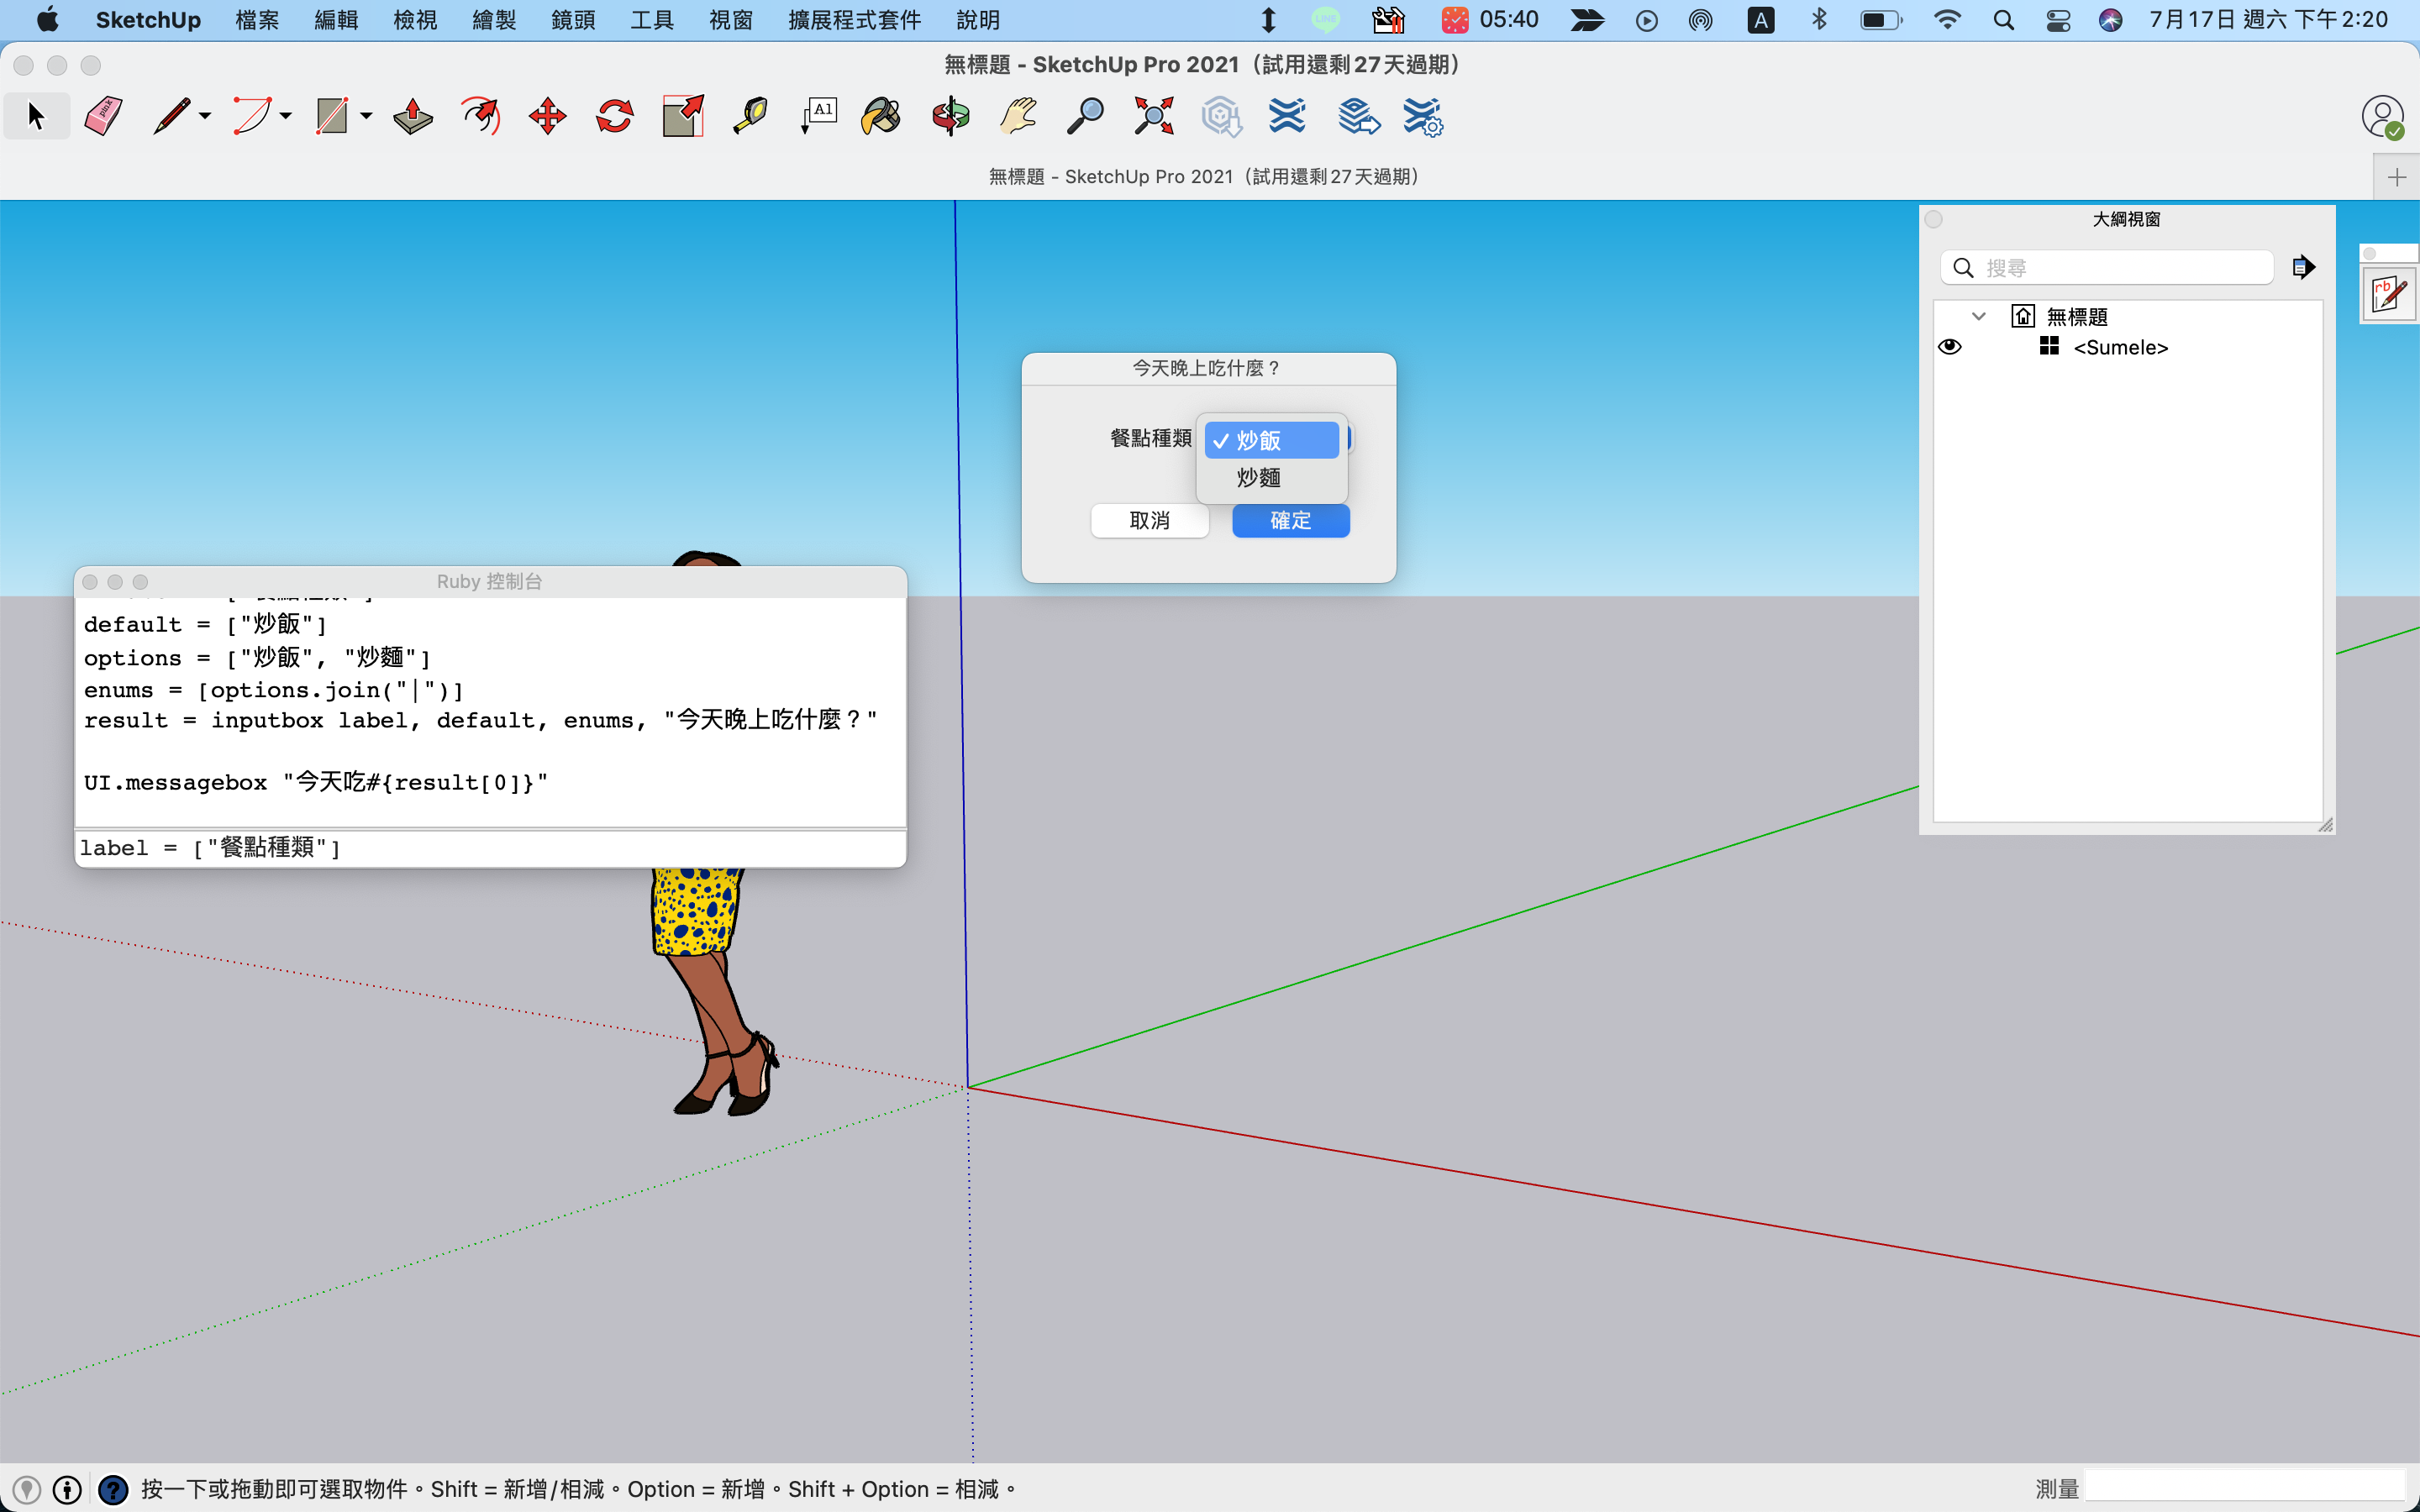 SketchUp 檔案 編輯 檢視 繪製 鏡頭 工具 視窗 擴展程式套件 說明 LINE 05:40 A 7月17日 週六 下午2:20
無標題 - SketchUp Pro 2021（試用還剩27天過期）
pink A1
無標題 - SketchUp Pro 2021（試用還剩27天過期）
大綱視窗
搜尋
rb
無標題
<Sumele>
今天晚上吃什麼？
餐點種類
炒飯
炒麵
取消 確定
Ruby 控制台
default = ["炒飯"]
options = ["炒飯", "炒麵"]
enums = [options.join("|")]
result = inputbox label, default, enums, "今天晚上吃什麼？"
UI.messagebox "今天吃#{result[0]}"
label = ["餐點種類"]
按一下或拖動即可選取物件。Shift = 新增/相減。Option = 新增。Shift + Option = 相減。
測量